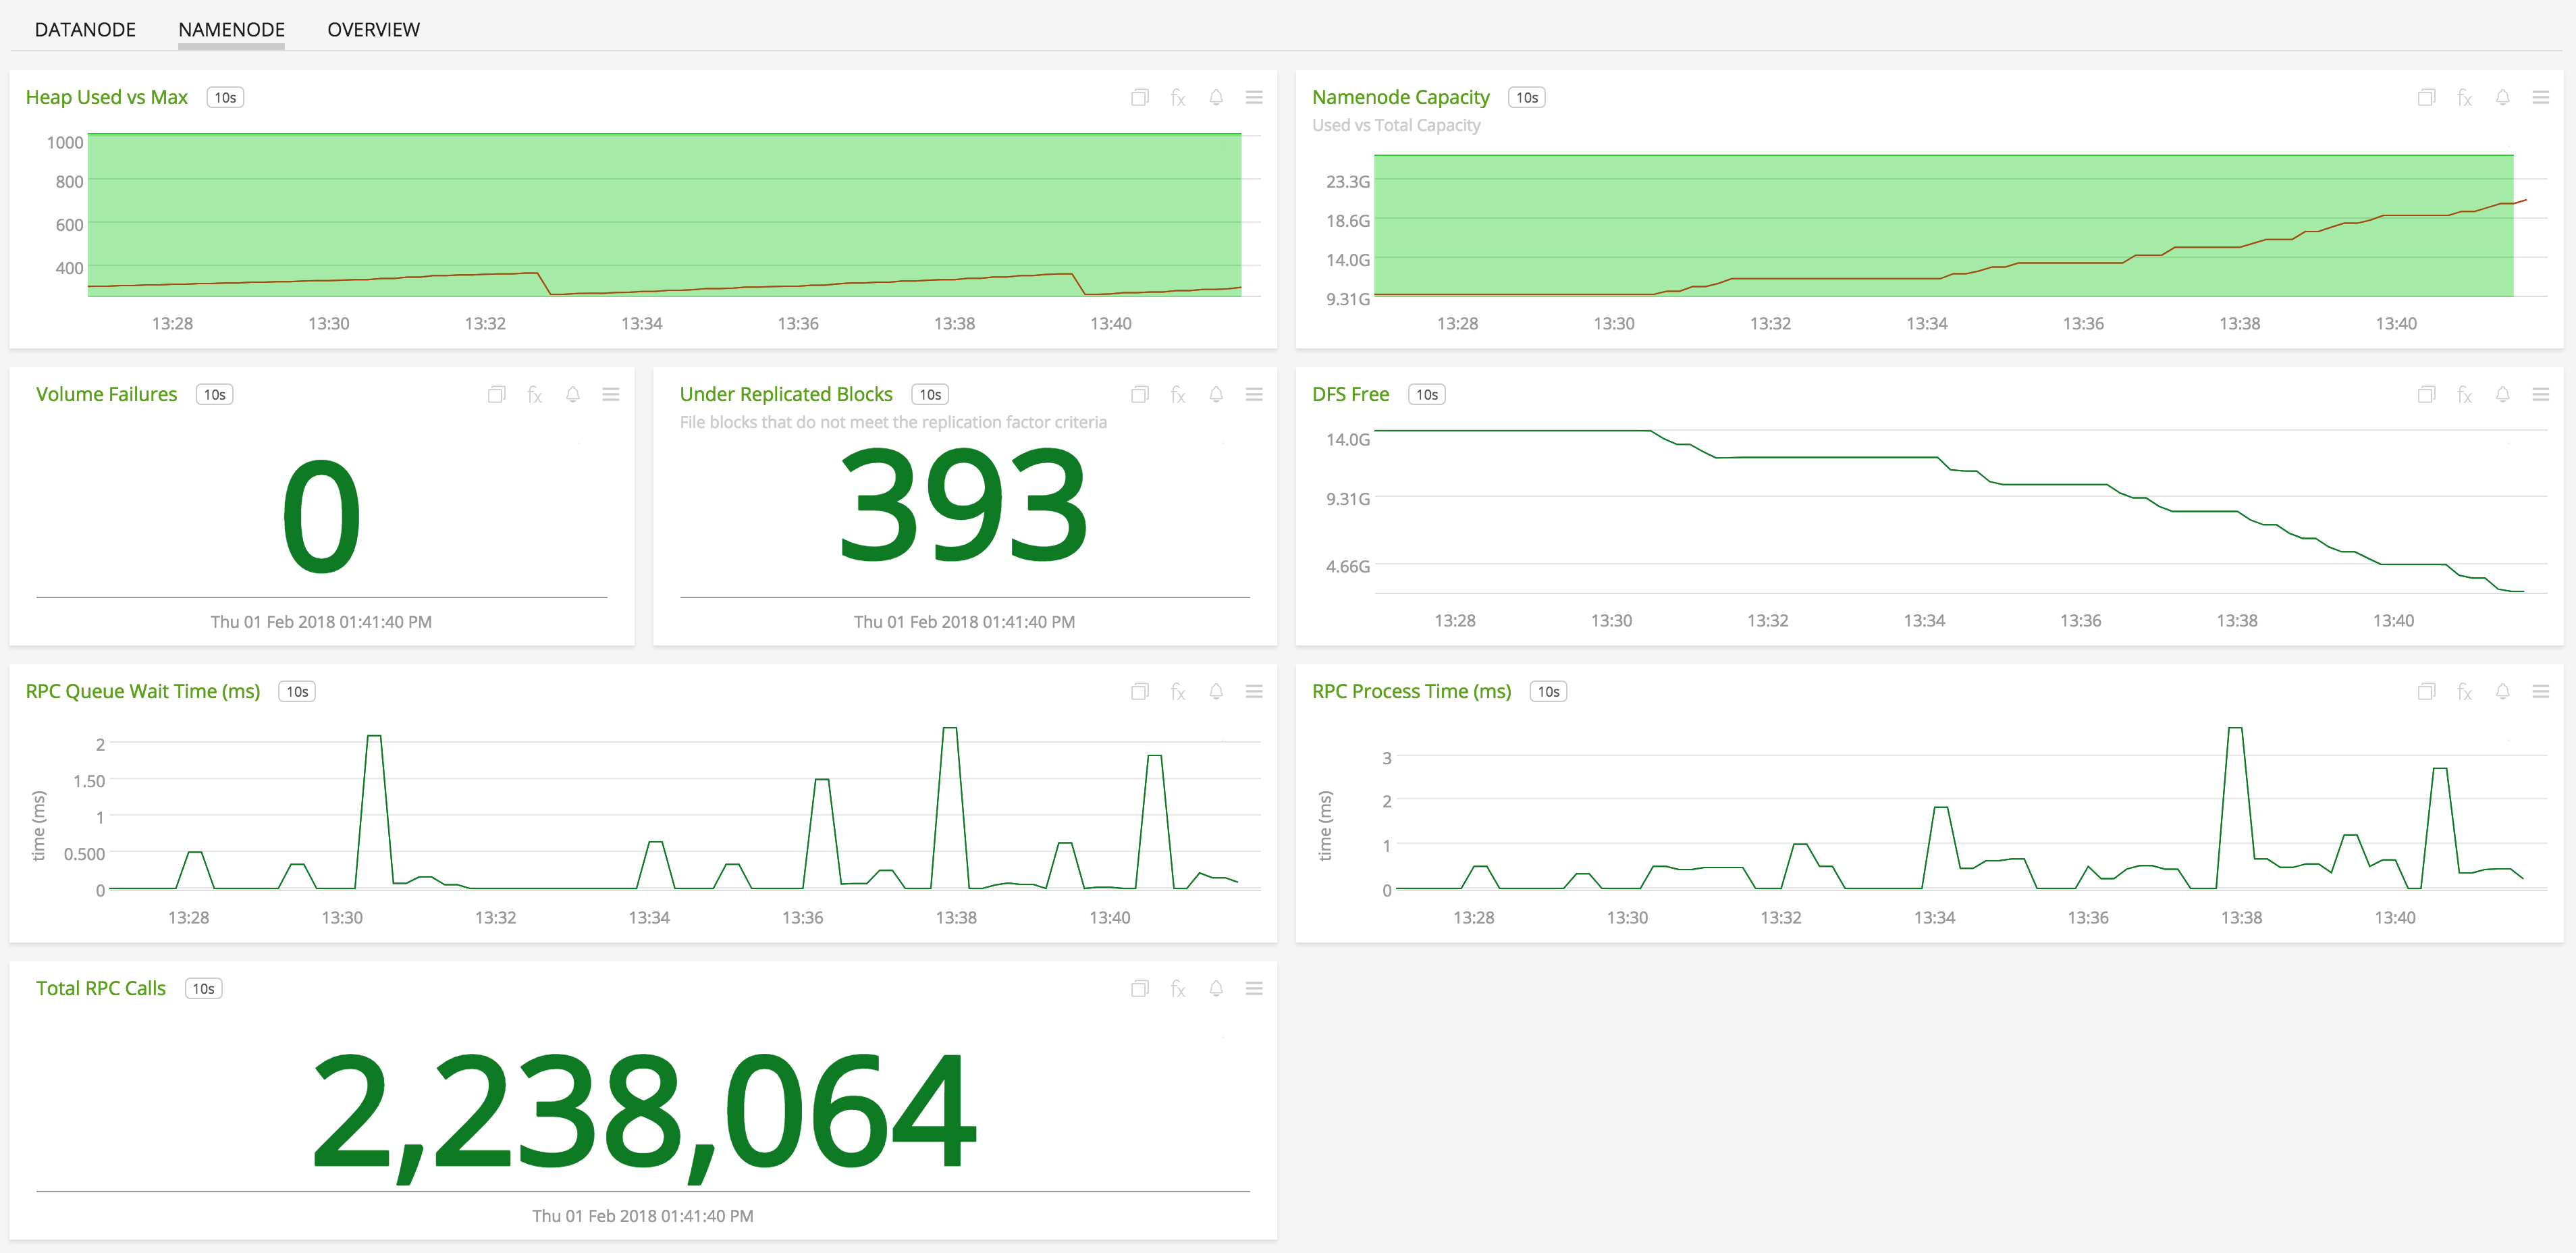 DATANODE NAMENODE OVERVIEW
Heap Used vs Max 10s fx
1000
800
600
400
13:28 13:30 13:32 13:34 13:36 13:38 13:40
Namenode Capacity 10s fx
Used vs Total Capacity
23.3G
18.6G
14.0G
9.31G
13:28 13:30 13:32 13:34 13:36 13:38 13:40
Volume Failures 10s fx
0
Thu 01 Feb 2018 01:41:40 PM
Under Replicated Blocks 10s fx
File blocks that do not meet the replication factor criteria
393
Thu 01 Feb 2018 01:41:40 PM
DFS Free 10s fx
14.0G
9.31G
4.66G
13:28 13:30 13:32 13:34 13:36 13:38 13:40
RPC Queue Wait Time (ms) 10s fx
time (ms)
2
1.50
1
0.500
0
13:28 13:30 13:32 13:34 13:36 13:38 13:40
RPC Process Time (ms) 10s fx
time (ms)
3
2
1
0
13:28 13:30 13:32 13:34 13:36 13:38 13:40
Total RPC Calls 10s fx
2,238,064
Thu 01 Feb 2018 01:41:40 PM